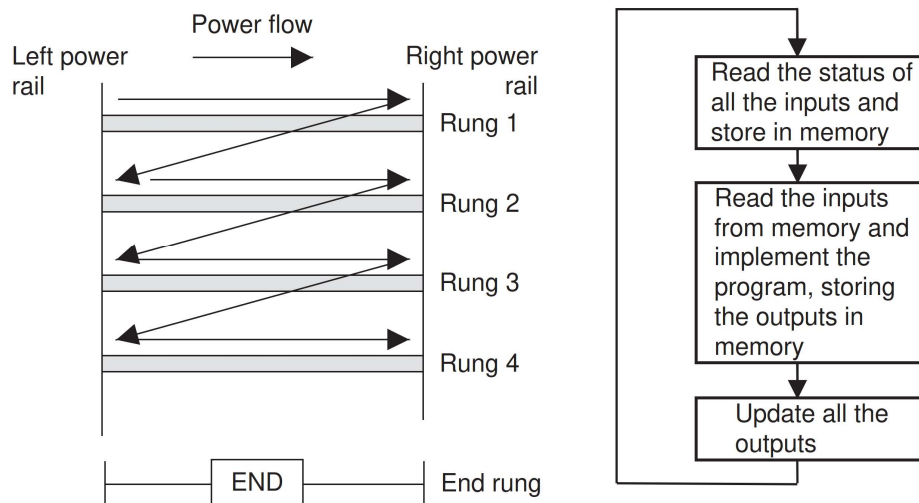 Power flow
Left power
rail
Right power
rail
Rung 1
Rung 2
Rung 3
Rung 4
END
End rung
Read the status of
all the inputs and
store in memory
Read the inputs
from memory and
implement the
program, storing
the outputs in
memory
Update all the
outputs